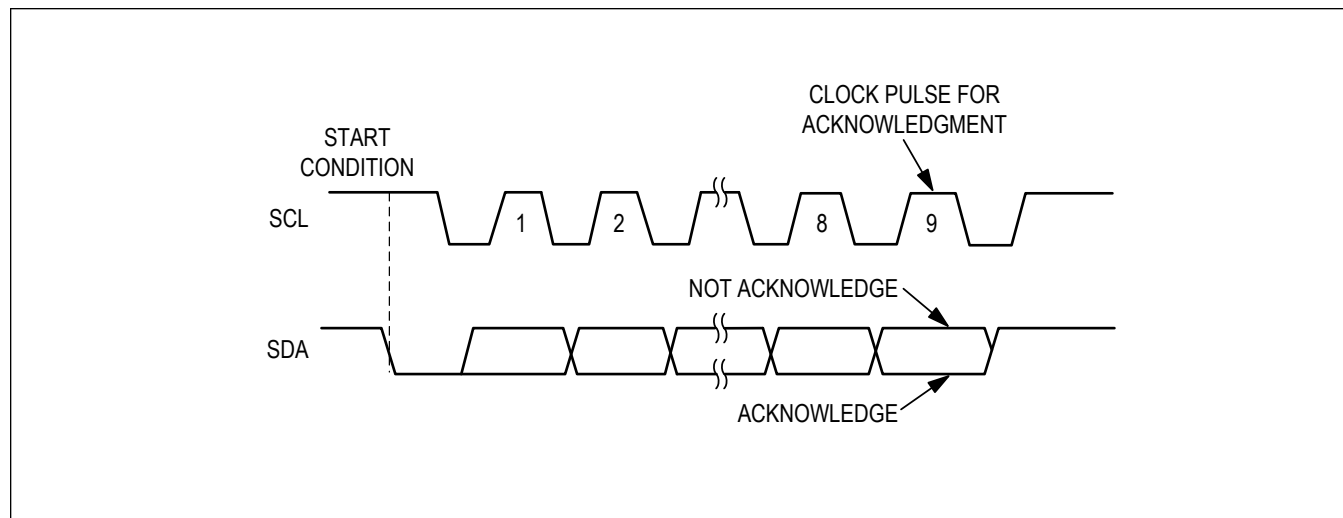 CLOCK PULSE FOR
ACKNOWLEDGMENT
START
CONDITION
SCL
1
2
8
9
NOT ACKNOWLEDGE
SDA
ACKNOWLEDGE